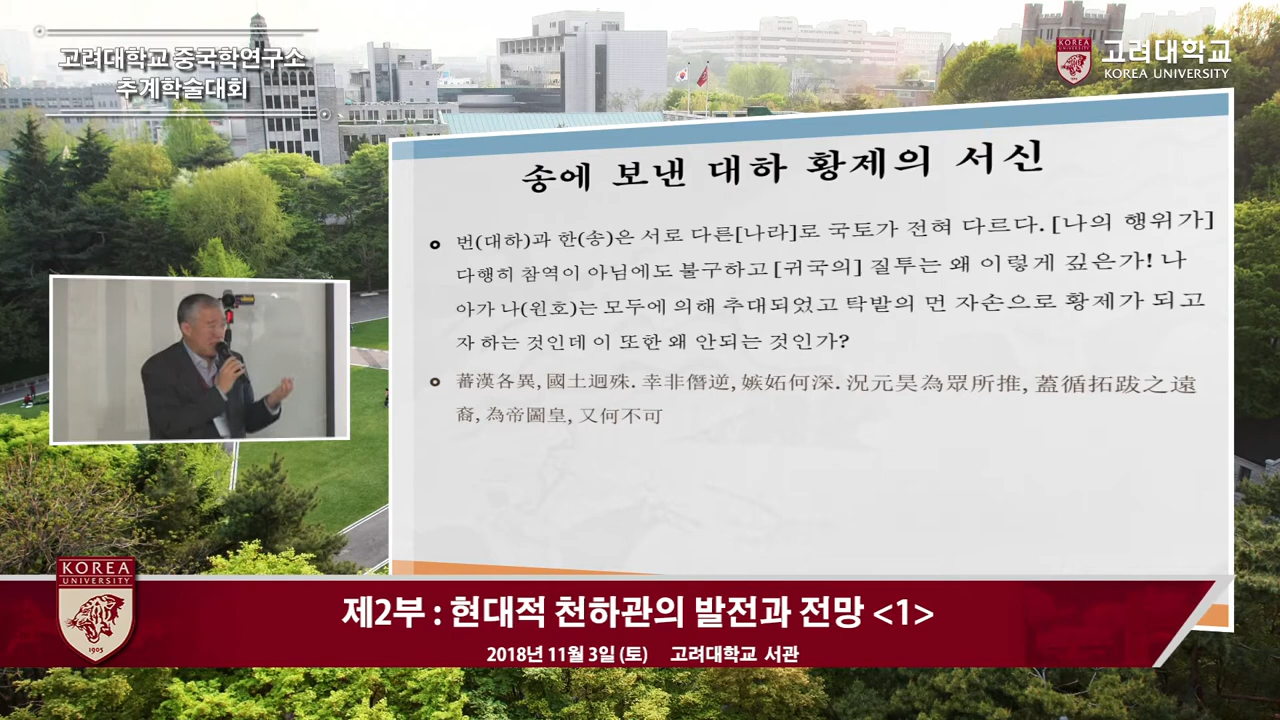 고려대학교 중국학연구소
추계학술대회
KOREA
UNIVERSITY
고려대학교
KOREA UNIVERSITY
송에 보낸 대하 황제의 서신
번(대하)과 한(송)은 서로 다른[나라]로 국토가 전혀 다르다. [나의 행위가]
다행히 참역이 아님에도 불구하고 [귀국의] 질투는 왜 이렇게 깊은가! 나
아가 나(원호)는 모두에 의해 추대되었고 탁발의 먼 자손으로 황제가 되고
자 하는 것인데 이 또한 왜 안되는 것인가?
蕃漢各異, 國土迥殊. 幸非僭逆, 嫉妬何深. 況元昊為眾所推, 蓋循拓跋之遠
裔, 為帝圖皇, 又何不可
KOREA
UNIVERSITY
1905
제2부 : 현대적 천하관의 발전과 전망 <1>
2018년 11월 3일 (토) 고려대학교 서관